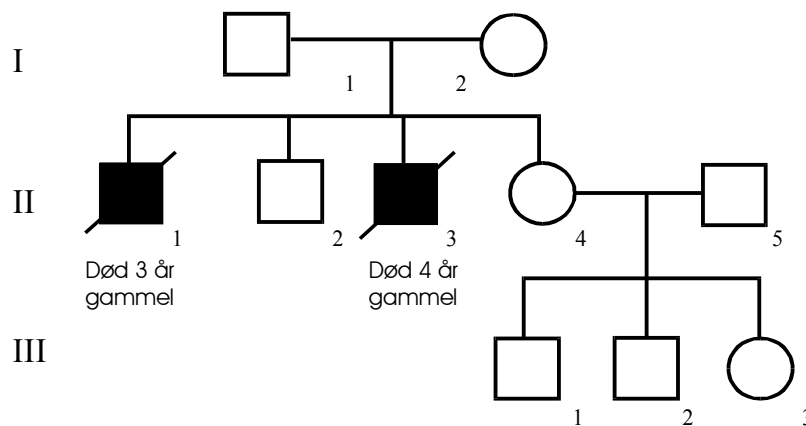 I
1 2
II
1 2 3 4 5
Død 3 år
gammel
Død 4 år
gammel
III
1 2 3